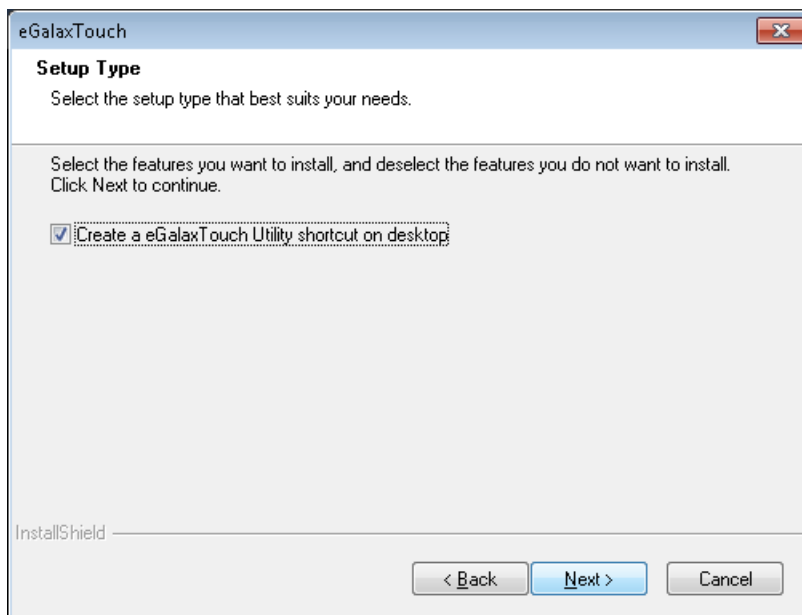 eGalaxTouch
Setup Type
Select the setup type that best suits your needs.
Select the features you want to install, and deselect the features you do not want to install.
Click Next to continue.
Create a eGalaxTouch Utility shortcut on desktop
InstallShield
< Back Next > Cancel